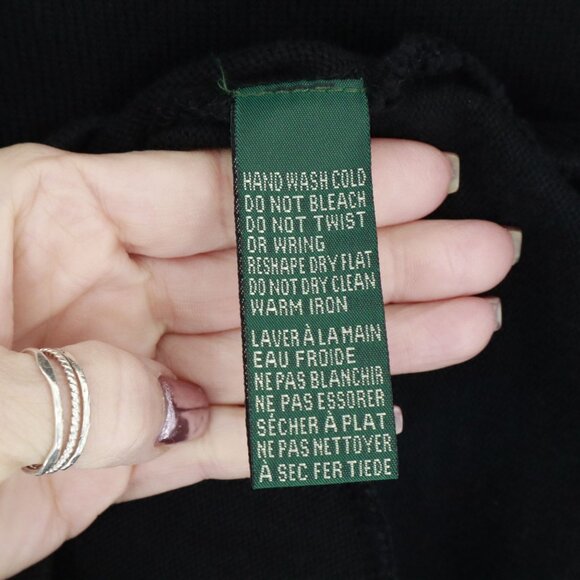 HAND WASH COLD
DO NOT BLEACH
DO NOT TWIST
OR WRING
RESHAPE DRY FLAT
DO NOT DRY CLEAN
WARM IRON
LAVER À LA MAIN
EAU FROIDE
NE PAS BLANCHIR
NE PAS ESSORER
SÉCHER À PLAT
NE PAS NETTOYER
À SEC FER TIEDE